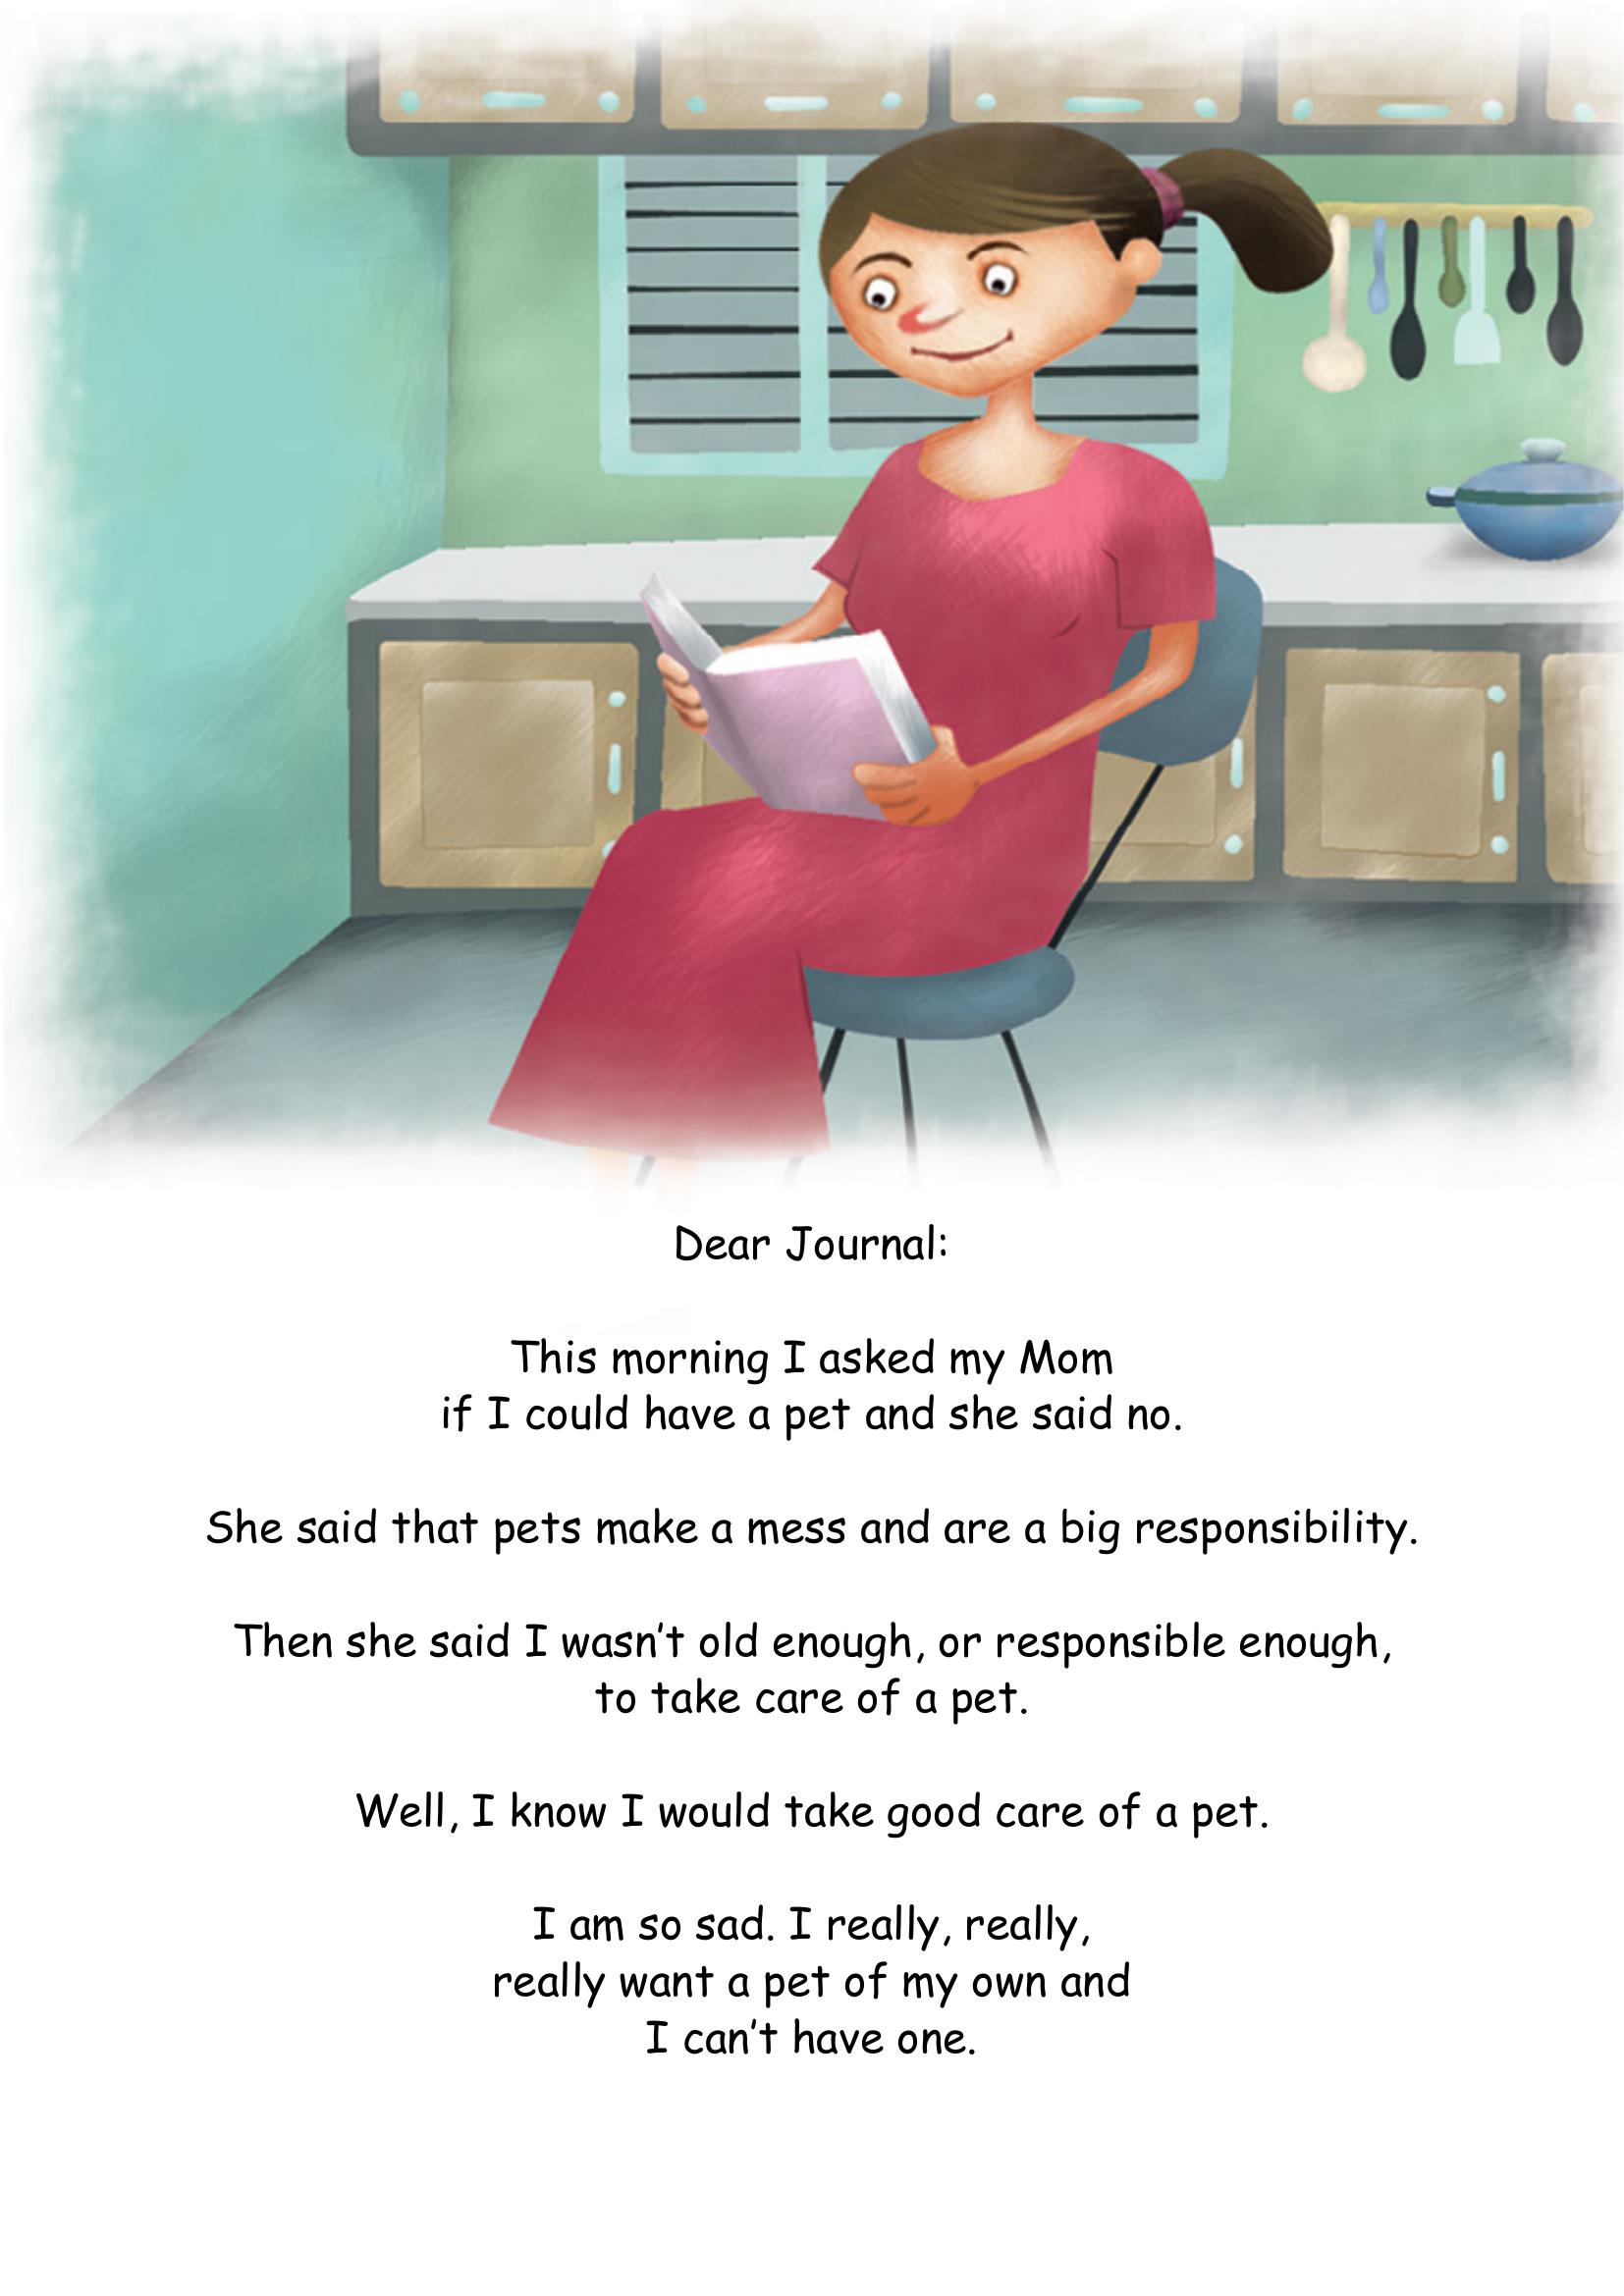 Dear Journal:
This morning I asked my Mom
if I could have a pet and she said no.
She said that pets make a mess and are a big responsibility.
Then she said I wasn't old enough, or responsible enough,
to take care of a pet.
Well, I know I would take good care of a pet.
I am so sad. I really, really,
really want a pet of my own and
I can't have one.